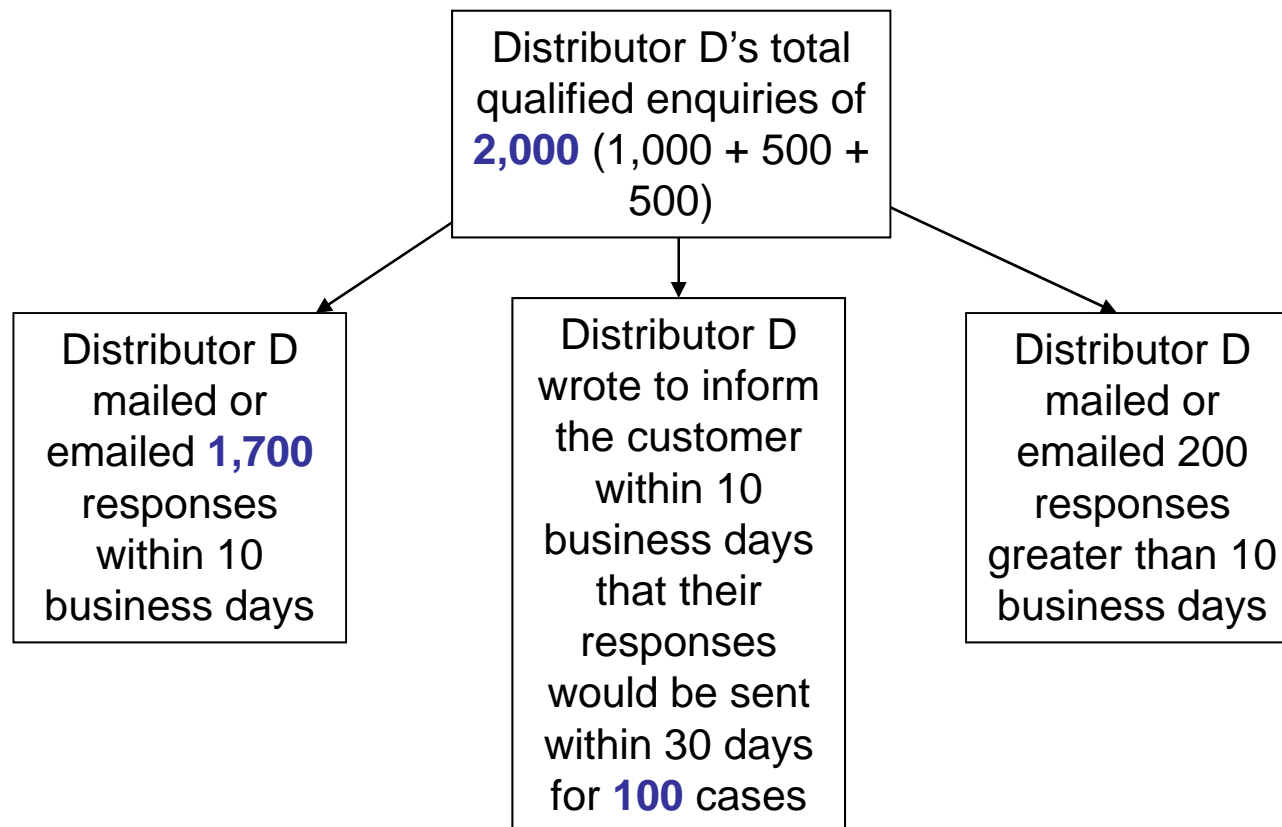 Distributor D’s total
qualified enquiries of
2,000 (1,000 + 500 +
500)
Distributor D
mailed or
emailed 1,700
responses
within 10
business days
Distributor D
wrote to inform
the customer
within 10
business days
that their
responses
would be sent
within 30 days
for 100 cases
Distributor D
mailed or
emailed 200
responses
greater than 10
business days